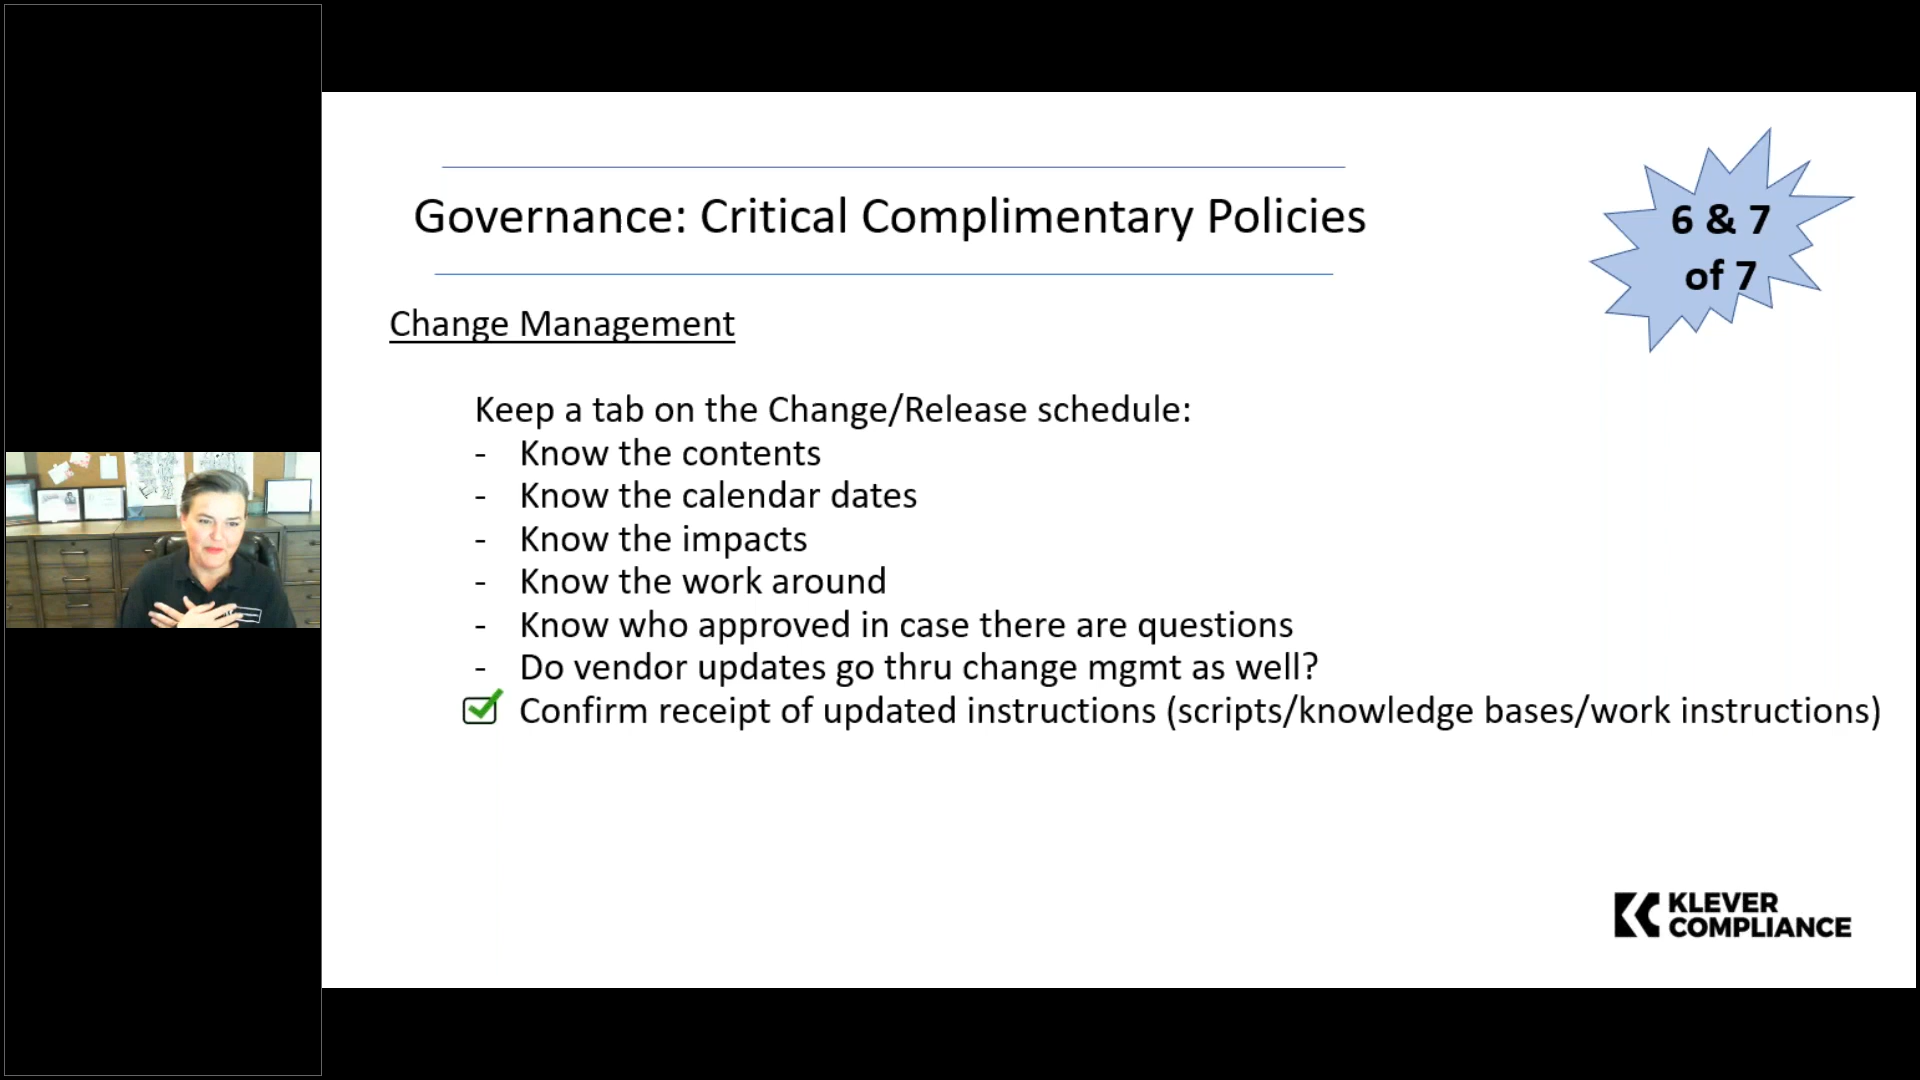 Governance: Critical Complimentary Policies
6 & 7
of 7
Change Management
Keep a tab on the Change/Release schedule:
- Know the contents
- Know the calendar dates
- Know the impacts
- Know the work around
- Know who approved in case there are questions
- Do vendor updates go thru change mgmt as well?
Confirm receipt of updated instructions (scripts/knowledge bases/work instructions)
KLEVER
COMPLIANCE